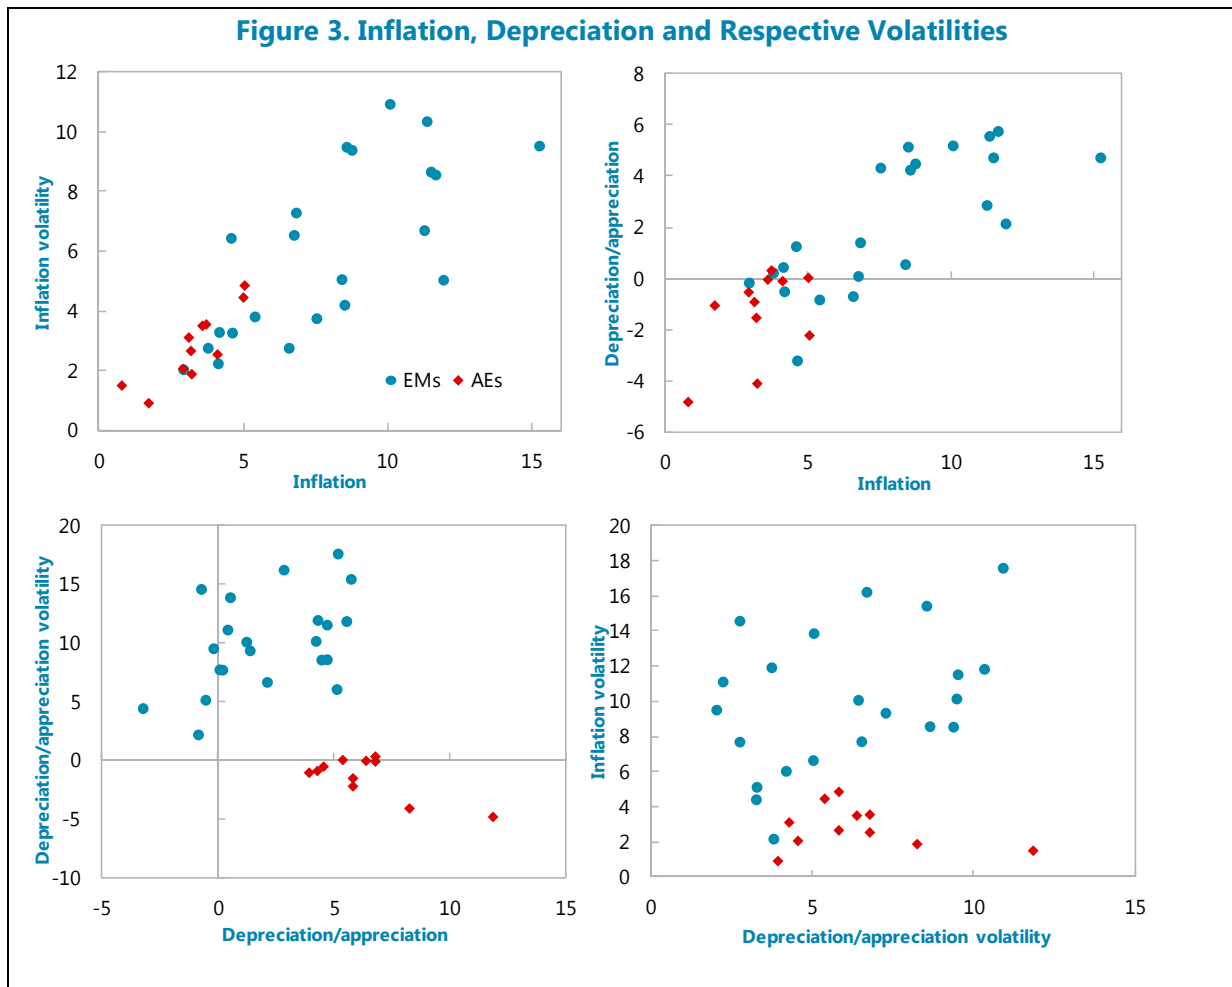 Figure 3. Inflation, Depreciation and Respective Volatilities
12
10
8
6
4
2
0
Inflation volatility
EMs
AEs
0 5 10 15
Inflation
8
6
4
2
0
-2
-4
-6
Depreciation/appreciation
0 5 10 15
Inflation
20
15
10
5
0
-5
-10
Depreciation/appreciation volatility
-5 0 5 10 15
Depreciation/appreciation
20
18
16
14
12
10
8
6
4
2
0
Inflation volatility
0 5 10 15
Depreciation/appreciation volatility